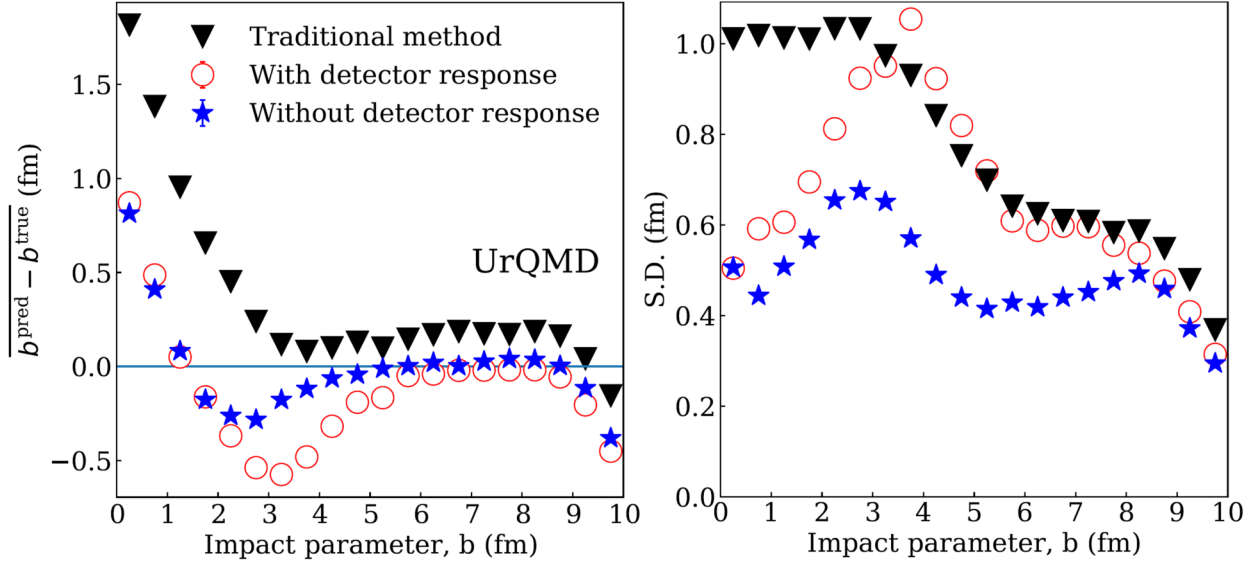 Traditional method
With detector response
Without detector response
UrQMD
b^pred − b^true (fm)
1.5
1.0
0.5
0.0
−0.5
0 1 2 3 4 5 6 7 8 9 10
Impact parameter, b (fm)
S.D. (fm)
1.0
0.8
0.6
0.4
0.2
0.0
0 1 2 3 4 5 6 7 8 9 10
Impact parameter, b (fm)